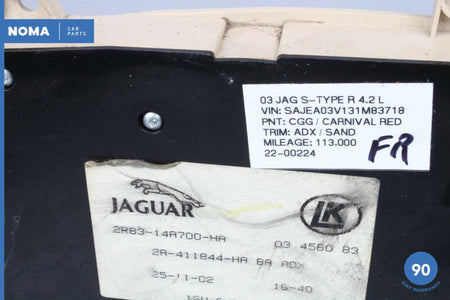 NOMA CAR PARTS
03 JAG S-TYPE R 4.2 L
VIN: SAJEA03V131M83718
PNT: CGG / CARNIVAL RED
TRIM: ADX / SAND
MILEAGE: 113.000
22-00224
FR
JAGUAR
LK
2R83-14A700-HA 03 4560 83
2A-411844-HA BA ADX
25-11-02 16-40
90
DAY WARRANTY